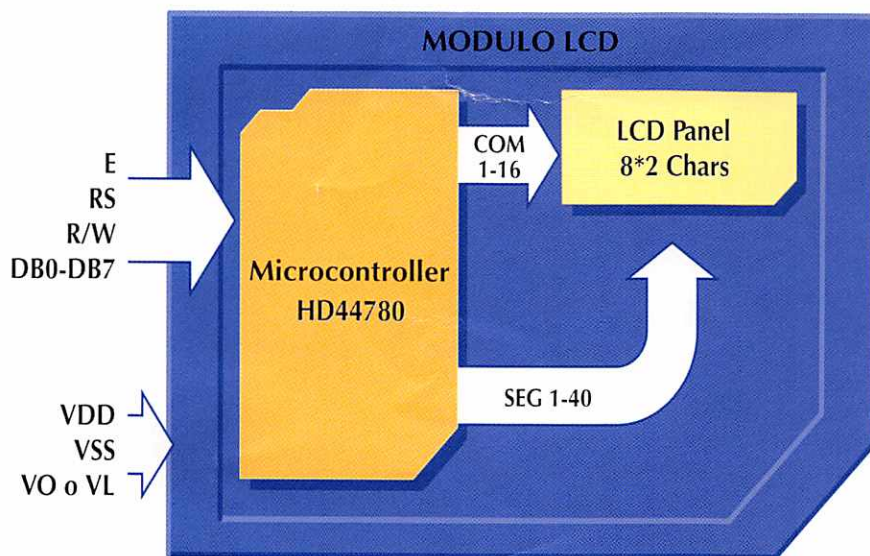 MODULO LCD
E
RS
R/W
DB0-DB7
Microcontroller
HD44780
COM
1-16
LCD Panel
8*2 Chars
SEG 1-40
VDD
VSS
VO o VL